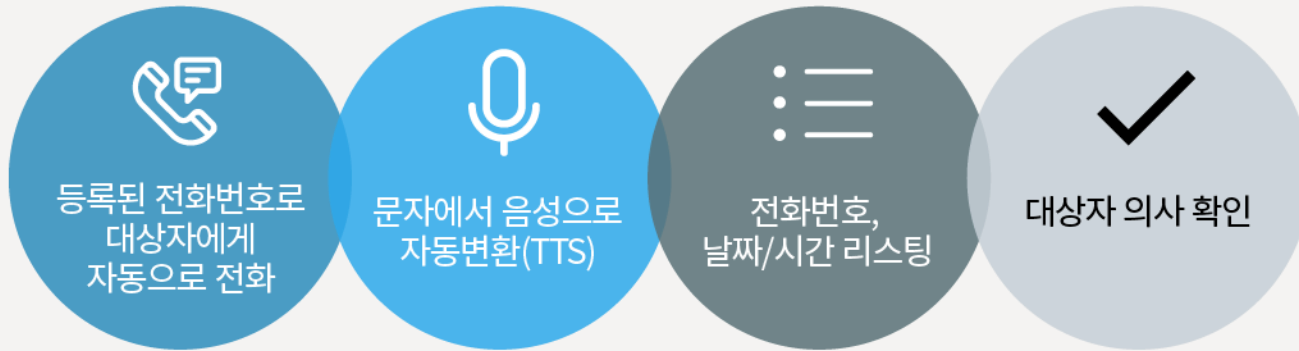 등록된 전화번호로
대상자에게
자동으로 전화
문자에서 음성으로
자동변환(TTS)
전화번호,
날짜/시간 리스팅
대상자 의사 확인